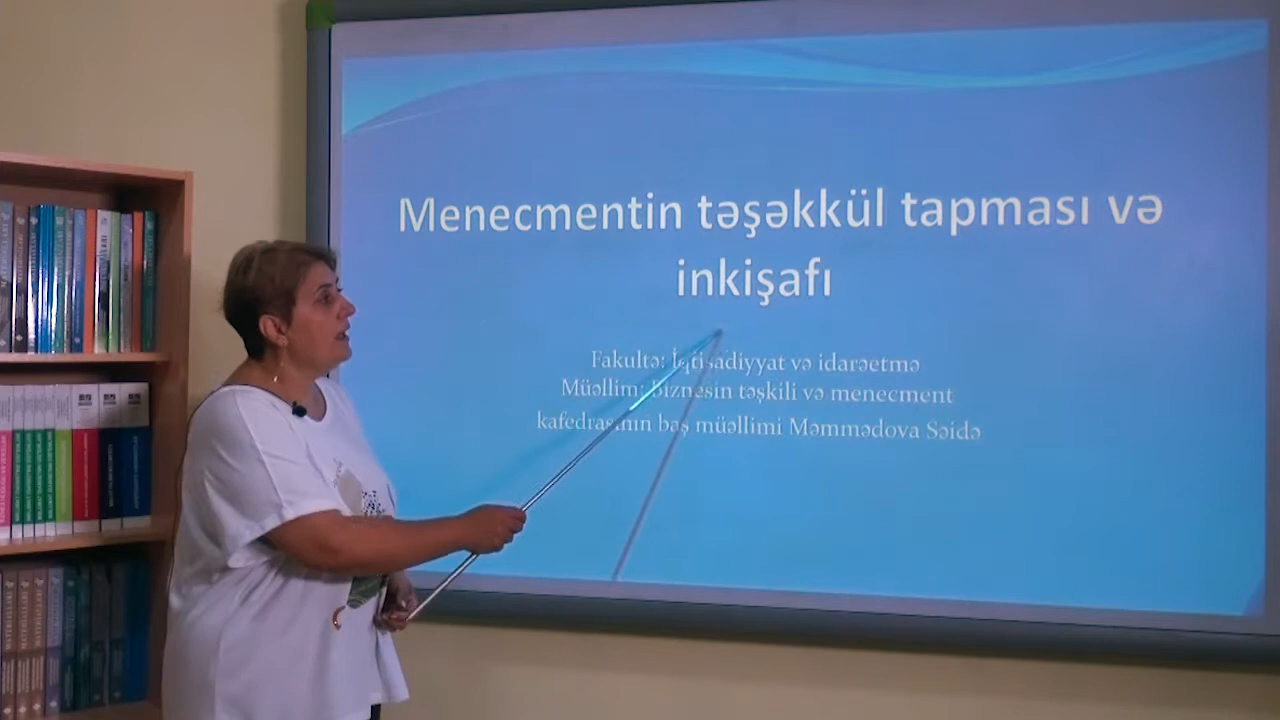 Menecmentin təşəkkül tapması və
inkişafı
Fakultə: İqtisadiyyat və idarəetmə
Müəllim: Biznesin təşkili və menecment
kafedrasının baş müəllimi Məmmədova Səidə